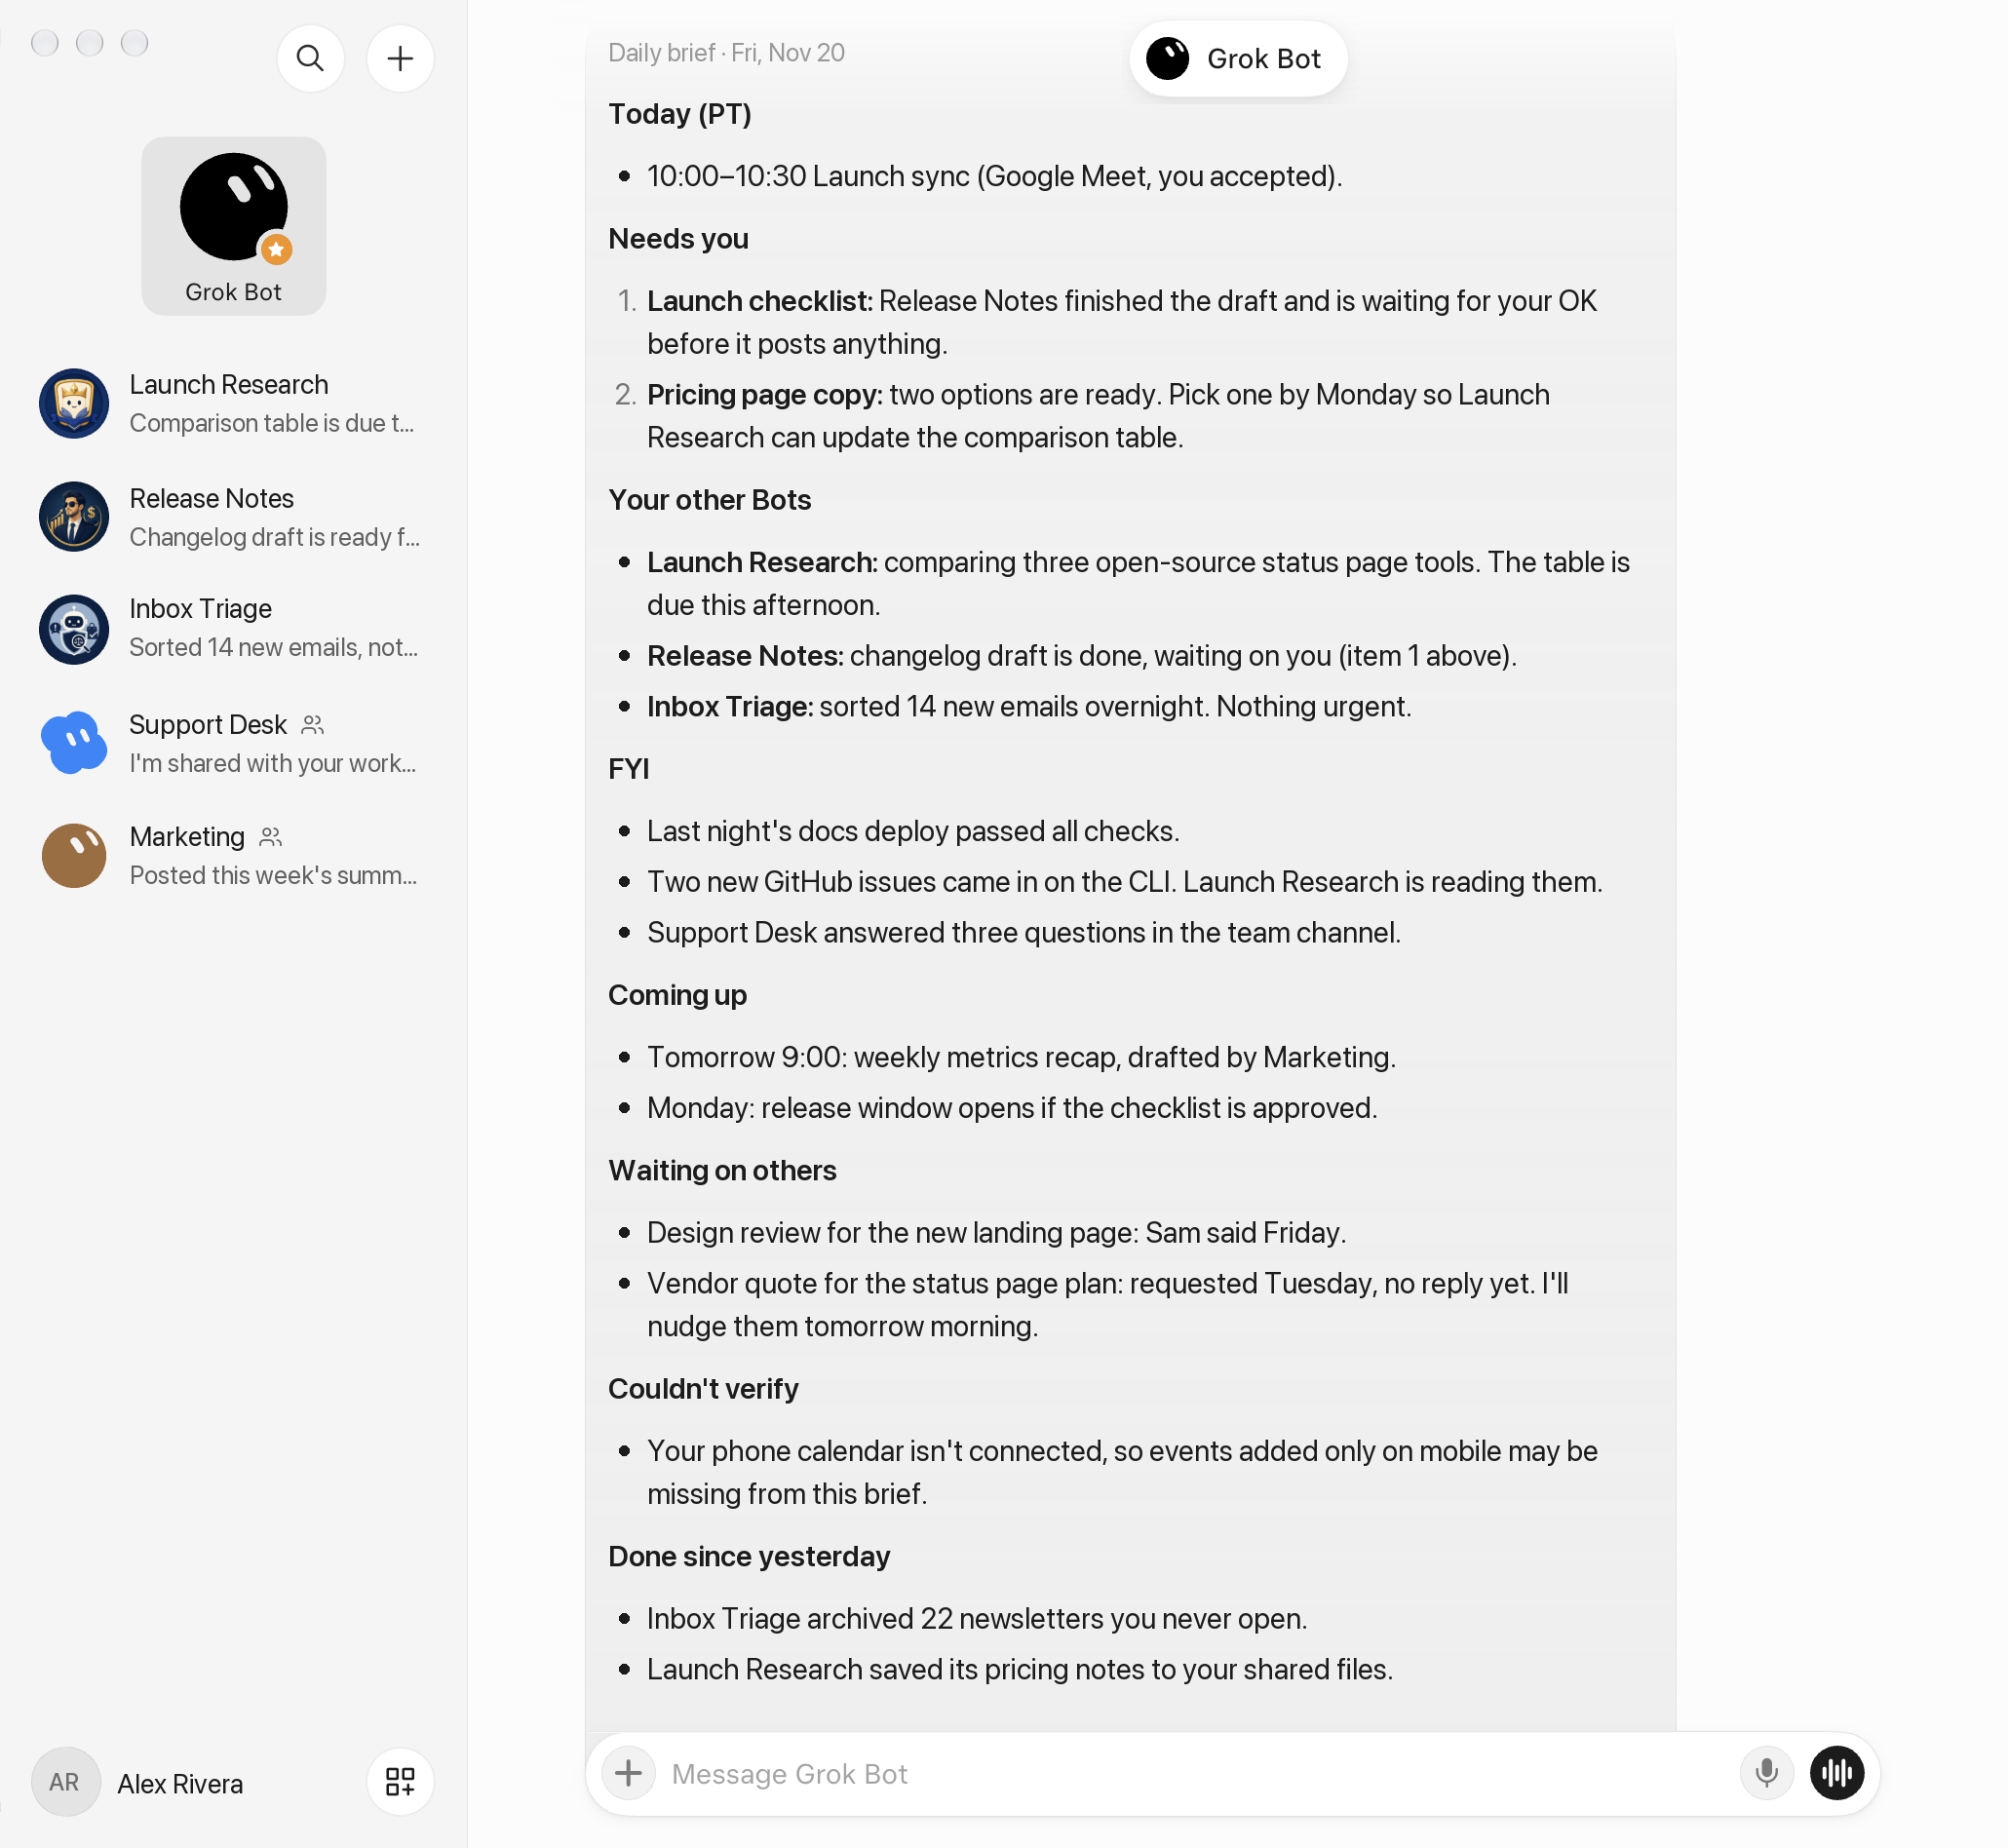 Grok Bot
Launch Research
Comparison table is due t...
Release Notes
Changelog draft is ready f...
Inbox Triage
Sorted 14 new emails, not...
Support Desk
I'm shared with your work...
Marketing
Posted this week's summ...
AR
Alex Rivera
Grok Bot
Daily brief · Fri, Nov 20
Today (PT)
• 10:00–10:30 Launch sync (Google Meet, you accepted).
Needs you
1. Launch checklist: Release Notes finished the draft and is waiting for your OK
before it posts anything.
2. Pricing page copy: two options are ready. Pick one by Monday so Launch
Research can update the comparison table.
Your other Bots
• Launch Research: comparing three open-source status page tools. The table is
due this afternoon.
• Release Notes: changelog draft is done, waiting on you (item 1 above).
• Inbox Triage: sorted 14 new emails overnight. Nothing urgent.
FYI
• Last night's docs deploy passed all checks.
• Two new GitHub issues came in on the CLI. Launch Research is reading them.
• Support Desk answered three questions in the team channel.
Coming up
• Tomorrow 9:00: weekly metrics recap, drafted by Marketing.
• Monday: release window opens if the checklist is approved.
Waiting on others
• Design review for the new landing page: Sam said Friday.
• Vendor quote for the status page plan: requested Tuesday, no reply yet. I'll
nudge them tomorrow morning.
Couldn't verify
• Your phone calendar isn't connected, so events added only on mobile may be
missing from this brief.
Done since yesterday
• Inbox Triage archived 22 newsletters you never open.
• Launch Research saved its pricing notes to your shared files.
Message Grok Bot